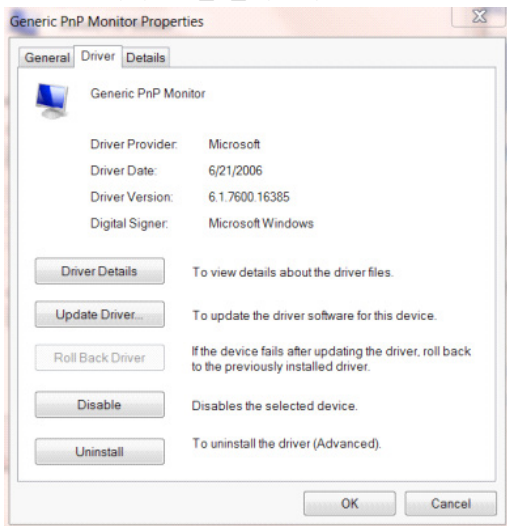 Generic PnP Monitor Properties
General Driver Details
Generic PnP Monitor
Driver Provider: Microsoft
Driver Date: 6/21/2006
Driver Version: 6.1.7600.16385
Digital Signer: Microsoft Windows
Driver Details To view details about the driver files.
Update Driver... To update the driver software for this device.
Roll Back Driver If the device fails after updating the driver, roll back
to the previously installed driver.
Disable Disables the selected device.
Uninstall To uninstall the driver (Advanced).
OK Cancel